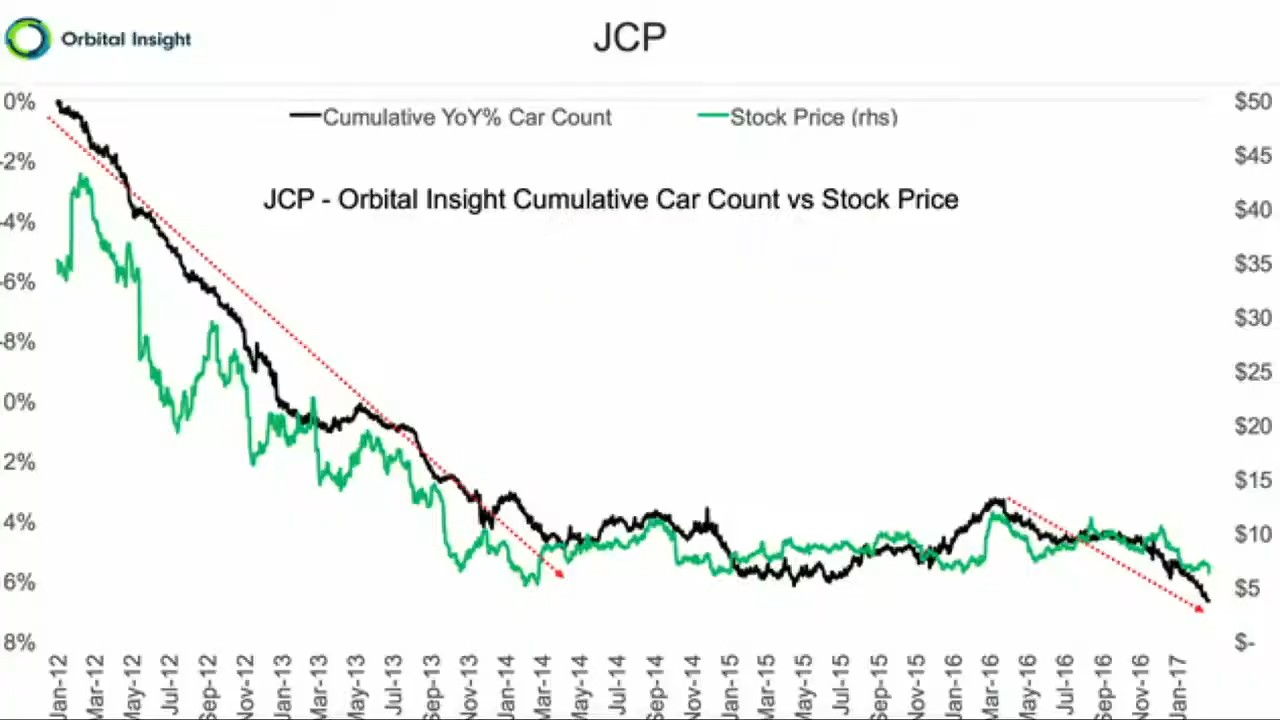 Orbital Insight
JCP
0%
-2%
-4%
-6%
-8%
0%
2%
4%
6%
8%
Cumulative YoY% Car Count
Stock Price (rhs)
JCP - Orbital Insight Cumulative Car Count vs Stock Price
$50
$45
$40
$35
$30
$25
$20
$15
$10
$5
$-
Jan-12
Mar-12
May-12
Jul-12
Sep-12
Nov-12
Jan-13
Mar-13
May-13
Jul-13
Sep-13
Nov-13
Jan-14
Mar-14
May-14
Jul-14
Sep-14
Nov-14
Jan-15
Mar-15
May-15
Jul-15
Sep-15
Nov-15
Jan-16
Mar-16
May-16
Jul-16
Sep-16
Nov-16
Jan-17